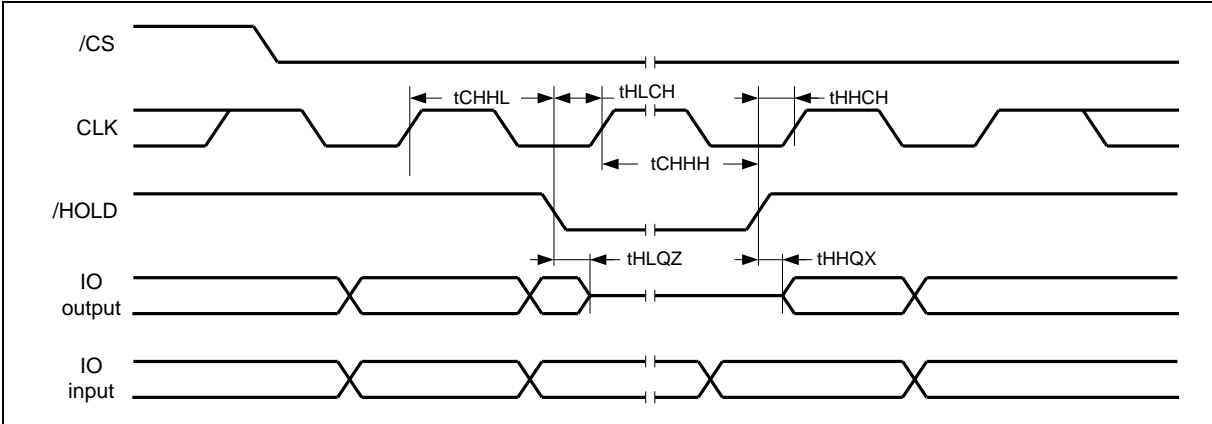 /CS
tCHHL
tHLCH
tHHCH
CLK
tCHHH
/HOLD
tHLQZ
tHHQX
IO
output
IO
input